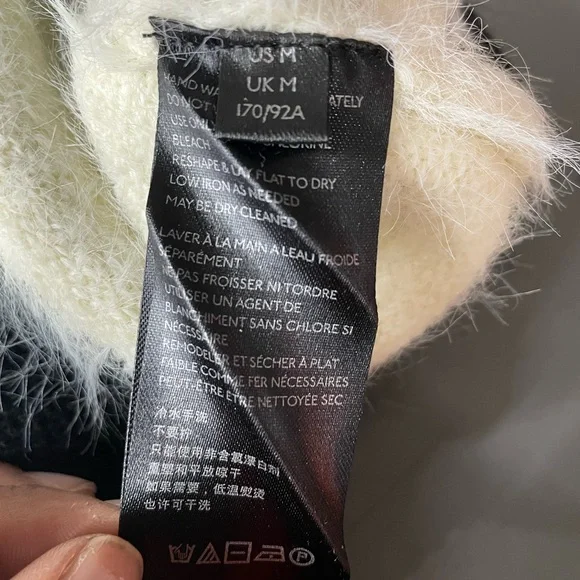 US M
UK M
170/92A
HAND WA
ATELY
DO NOT
USE ON
BLEACH
RESHAPE & LAY FLAT TO DRY
LOW IRON AS NEEDED
MAY BE DRY CLEANED
LAVER À LA MAIN A LEAU FROIDE
SÉPARÉMENT
NE PAS FROISSER NI TORDRE
UTILISER UN AGENT DE
BLANCHIMENT SANS CHLORE SI
NÉCESSAIRE
REMODELER ET SÉCHER À PLAT
FAIBLE COMME FER NÉCESSAIRES
PEUT-ÊTRE ÊTRE NETTOYÉE SEC
冷水手洗
不要拧
只能使用非含氯漂白剂
重塑和平放晾干
如果需要，低温熨烫
也许可干洗